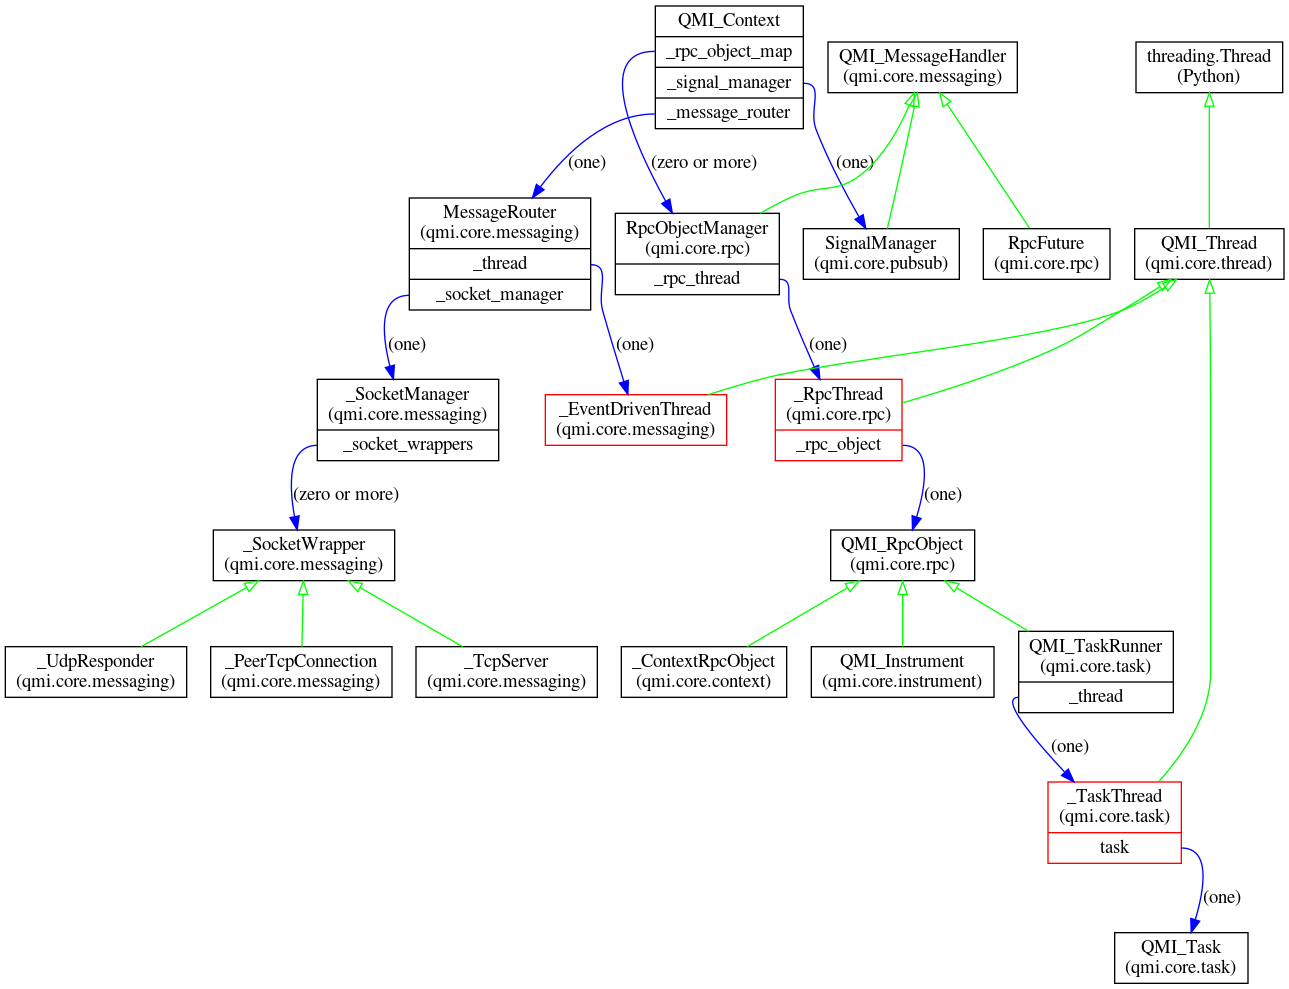 QMI_Context
_rpc_object_map
_signal_manager
_message_router
QMI_MessageHandler
(qmi.core.messaging)
threading.Thread
(Python)
(one)
(zero or more)
(one)
MessageRouter
(qmi.core.messaging)
_thread
_socket_manager
RpcObjectManager
(qmi.core.rpc)
_rpc_thread
SignalManager
(qmi.core.pubsub)
RpcFuture
(qmi.core.rpc)
QMI_Thread
(qmi.core.thread)
(one)
(one)
(one)
_SocketManager
(qmi.core.messaging)
_socket_wrappers
_EventDrivenThread
(qmi.core.messaging)
_RpcThread
(qmi.core.rpc)
_rpc_object
(zero or more)
(one)
_SocketWrapper
(qmi.core.messaging)
QMI_RpcObject
(qmi.core.rpc)
_UdpResponder
(qmi.core.messaging)
_PeerTcpConnection
(qmi.core.messaging)
_TcpServer
(qmi.core.messaging)
_ContextRpcObject
(qmi.core.context)
QMI_Instrument
(qmi.core.instrument)
QMI_TaskRunner
(qmi.core.task)
_thread
(one)
_TaskThread
(qmi.core.task)
task
(one)
QMI_Task
(qmi.core.task)